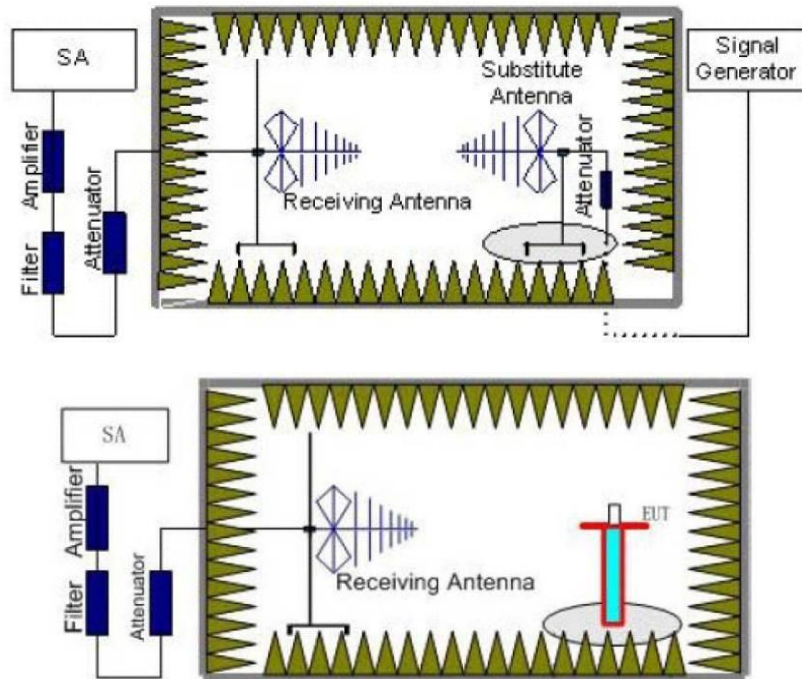 SA
Signal
Generator
Substitute
Antenna
Amplifier
Attenuator
Attenuator
Filter
Receiving Antenna
SA
Amplifier
EUT
Filter
Attenuator
Receiving Antenna